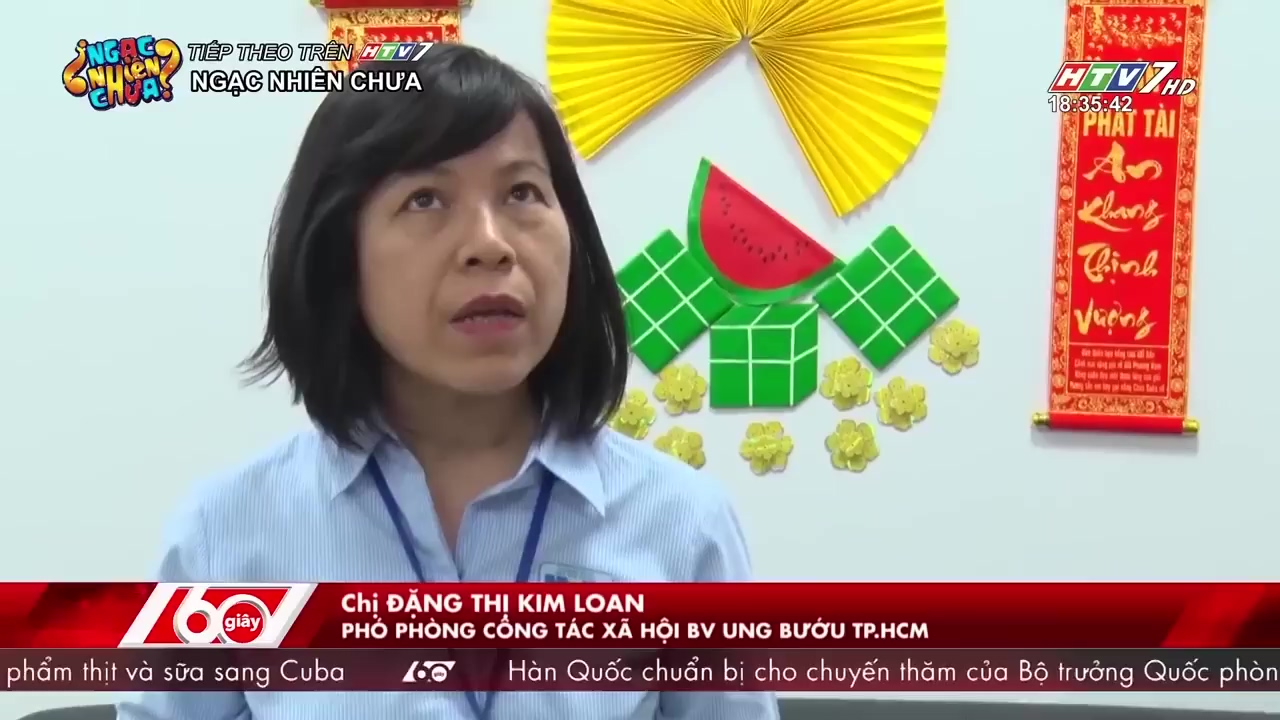 ¿NGẠC NHIÊN CHƯA?
TIẾP THEO TRÊN HTV7
NGẠC NHIÊN CHƯA
HTV7 HD
18:35:42
PHÁT TÀI
An
Khang
Thịnh
Vượng
60 giây
Chị ĐẶNG THỊ KIM LOAN
PHÓ PHÒNG CÔNG TÁC XÃ HỘI BV UNG BƯỚU TP.HCM
phẩm thịt và sữa sang Cuba 60 giây Hàn Quốc chuẩn bị cho chuyến thăm của Bộ trưởng Quốc phòn